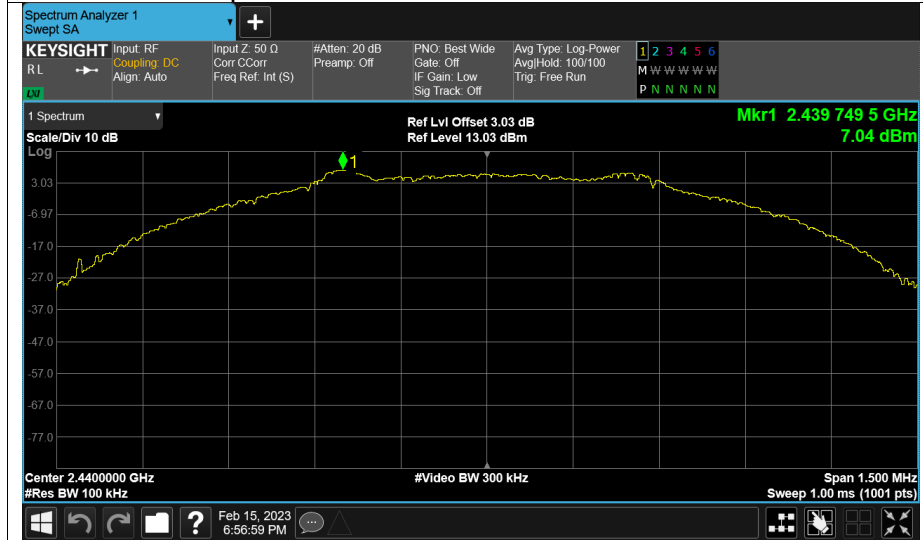 Spectrum Analyzer 1
Swept SA
+
KEYSIGHT
R L
LXI
Input: RF
Coupling: DC
Align: Auto
Input Z: 50 Ω
Corr CCorr
Freq Ref: Int (S)
#Atten: 20 dB
Preamp: Off
PNO: Best Wide
Gate: Off
IF Gain: Low
Sig Track: Off
Avg Type: Log-Power
Avg|Hold: 100/100
Trig: Free Run
1 2 3 4 5 6
M W W W W W W
P N N N N N N
1 Spectrum
Scale/Div 10 dB
Log
Ref Lvl Offset 3.03 dB
Ref Level 13.03 dBm
Mkr1 2.439 749 5 GHz
7.04 dBm
1
3.03
-6.97
-17.0
-27.0
-37.0
-47.0
-57.0
-67.0
-77.0
Center 2.4400000 GHz
#Res BW 100 kHz
#Video BW 300 kHz
Span 1.500 MHz
Sweep 1.00 ms (1001 pts)
?
Feb 15, 2023
6:56:59 PM